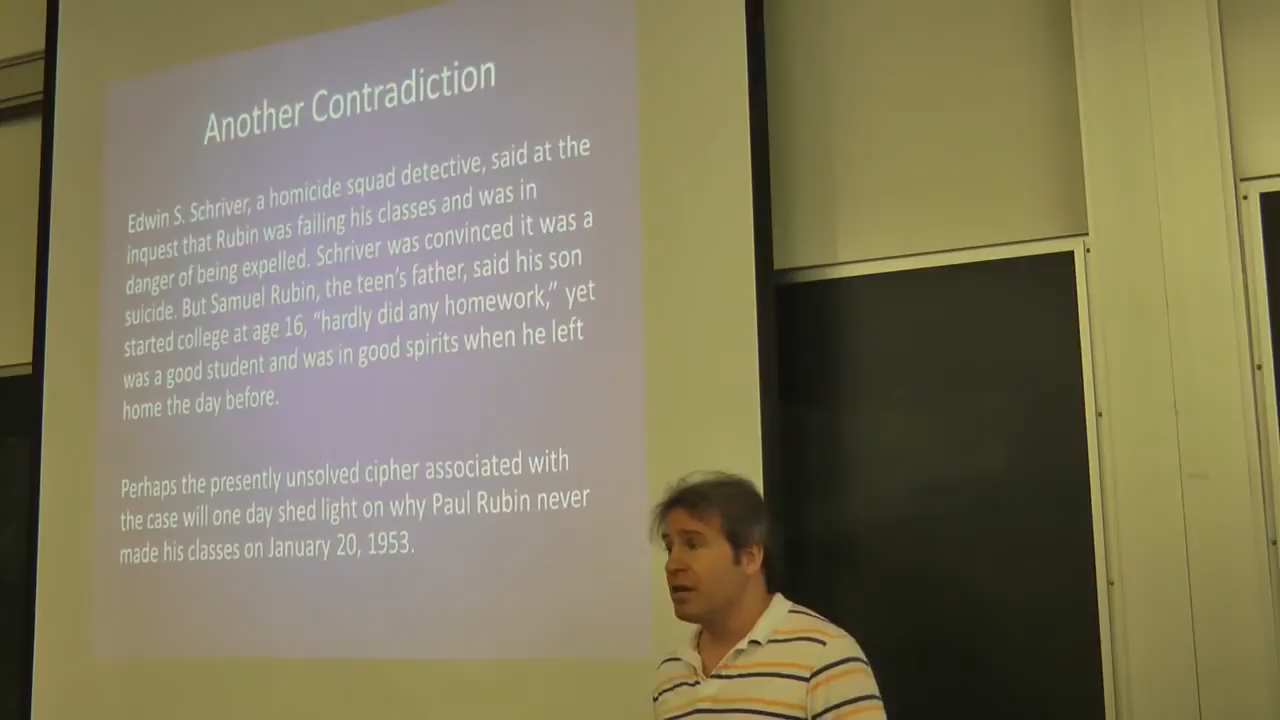 Another Contradiction
Edwin S. Schriver, a homicide squad detective, said at the
inquest that Rubin was failing his classes and was in
danger of being expelled. Schriver was convinced it was a
suicide. But Samuel Rubin, the teen’s father, said his son
started college at age 16, “hardly did any homework,” yet
was a good student and was in good spirits when he left
home the day before.
Perhaps the presently unsolved cipher associated with
the case will one day shed light on why Paul Rubin never
made his classes on January 20, 1953.